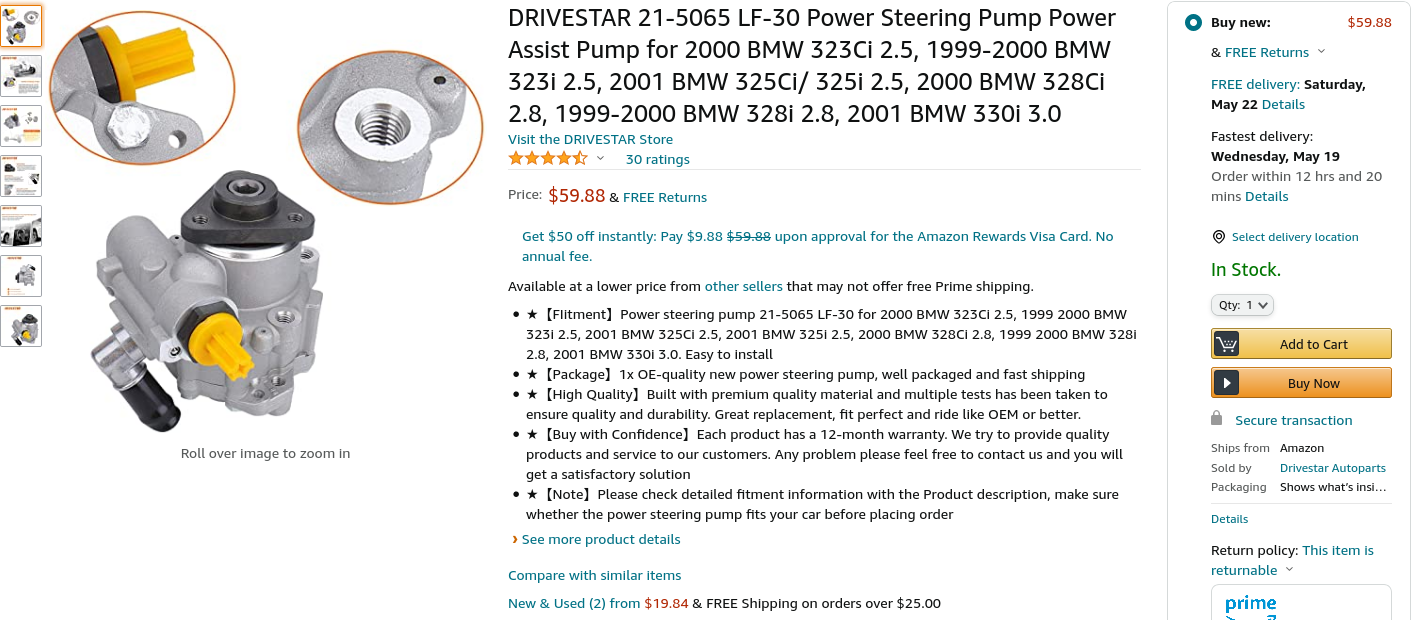 DRIVESTAR 21-5065 LF-30 Power Steering Pump Power
Assist Pump for 2000 BMW 323Ci 2.5, 1999-2000 BMW
323i 2.5, 2001 BMW 325Ci/ 325i 2.5, 2000 BMW 328Ci
2.8, 1999-2000 BMW 328i 2.8, 2001 BMW 330i 3.0
Visit the DRIVESTAR Store
30 ratings
Price: $59.88 & FREE Returns
Get $50 off instantly: Pay $9.88 $59.88 upon approval for the Amazon Rewards Visa Card. No
annual fee.
Available at a lower price from other sellers that may not offer free Prime shipping.
● ★【FIitment】Power steering pump 21-5065 LF-30 for 2000 BMW 323Ci 2.5, 1999 2000 BMW
323i 2.5, 2001 BMW 325Ci 2.5, 2001 BMW 325i 2.5, 2000 BMW 328Ci 2.8, 1999 2000 BMW 328i
2.8, 2001 BMW 330i 3.0. Easy to install
● ★【Package】1x OE-quality new power steering pump, well packaged and fast shipping
● ★【High Quality】Built with premium quality material and multiple tests has been taken to
ensure quality and durability. Great replacement, fit perfect and ride like OEM or better.
● ★【Buy with Confidence】Each product has a 12-month warranty. We try to provide quality
products and service to our customers. Any problem please feel free to contact us and you will
get a satisfactory solution
● ★【Note】Please check detailed fitment information with the Product description, make sure
whether the power steering pump fits your car before placing order
› See more product details
Compare with similar items
New & Used (2) from $19.84 & FREE Shipping on orders over $25.00
Roll over image to zoom in
Buy new: $59.88
& FREE Returns
FREE delivery: Saturday,
May 22 Details
Fastest delivery:
Wednesday, May 19
Order within 12 hrs and 20
mins Details
Select delivery location
In Stock.
Qty: 1
Add to Cart
Buy Now
Secure transaction
Ships from Amazon
Sold by Drivestar Autoparts
Packaging Shows what's insi…
Details
Return policy: This item is
returnable
prime